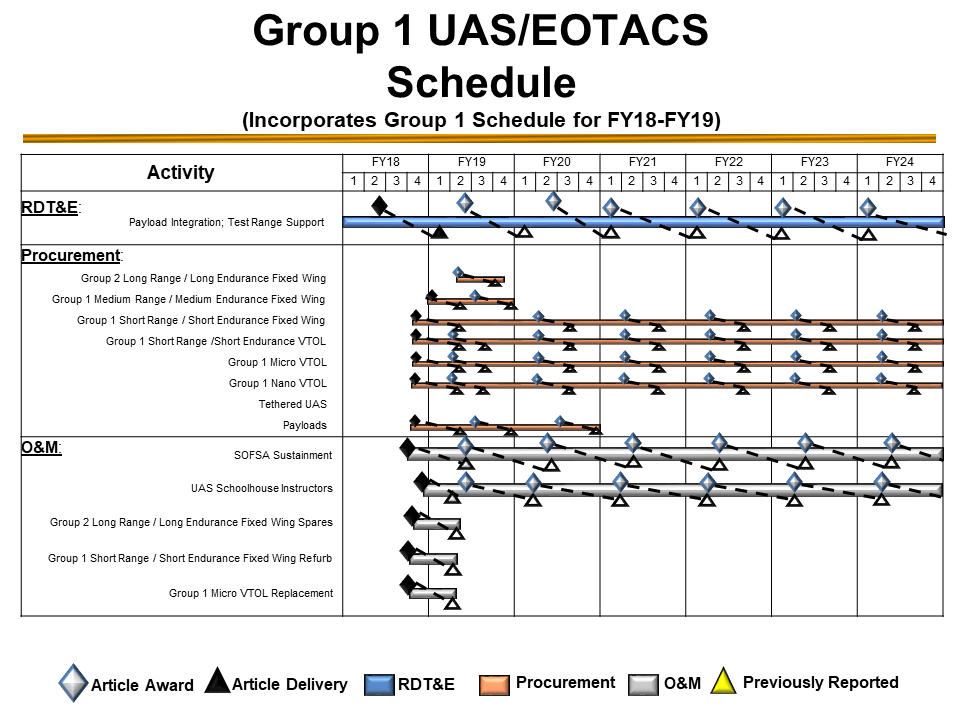 Group 1 UAS/EOTACS
Schedule
(Incorporates Group 1 Schedule for FY18-FY19)
Activity
FY18 FY19 FY20 FY21 FY22 FY23 FY24
1 2 3 4 1 2 3 4 1 2 3 4 1 2 3 4 1 2 3 4 1 2 3 4 1 2 3 4
RDT&E:
Payload Integration; Test Range Support
Procurement:
Group 2 Long Range / Long Endurance Fixed Wing
Group 1 Medium Range / Medium Endurance Fixed Wing
Group 1 Short Range / Short Endurance Fixed Wing
Group 1 Short Range /Short Endurance VTOL
Group 1 Micro VTOL
Group 1 Nano VTOL
Tethered UAS
Payloads
O&M:
SOFSA Sustainment
UAS Schoolhouse Instructors
Group 2 Long Range / Long Endurance Fixed Wing Spares
Group 1 Short Range / Short Endurance Fixed Wing Refurb
Group 1 Micro VTOL Replacement
Article Award Article Delivery RDT&E Procurement O&M Previously Reported